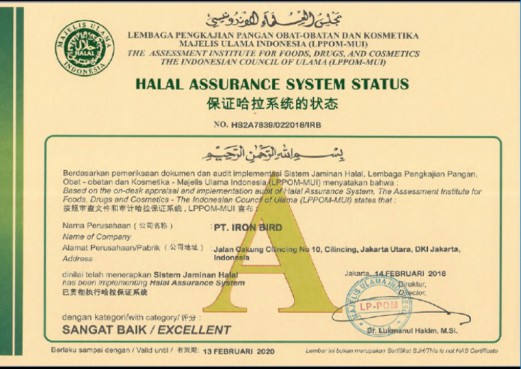 MAJELIS ULAMA
HALAL
INDONESIA
LEMBAGA PENGKAJIAN PANGAN OBAT-OBATAN DAN KOSMETIKA
MAJELIS ULAMA INDONESIA (LPPOM-MUI)
THE ASSESSMENT INSTITUTE FOR FOODS, DRUGS, AND COSMETICS
THE INDONESIAN COUNCIL OF ULAMA (LPPOM-MUI)
HALAL ASSURANCE SYSTEM STATUS
保证哈拉系统的状态
NO. HS2A7839/022018/IRB
بسم الله الرحمن الرحيم
Berdasarkan pemeriksaan dokumen dan audit implementasi Sistem Jaminan Halal, Lembaga Pengkajian Pangan,
Obat - obatan dan Kosmetika - Majelis Ulama Indonesia (LPPOM-MUI) menyatakan bahwa :
Based on the on-desk appraisal and implementation audit of Halal Assurance System, The Assessment Institute for
Foods, Drugs and Cosmetics - The Indonesian Council of Ulama (LPPOM-MUI) states that :
按照审查文件和审计哈拉保证系统 , LPPOM-MUI 宣布 :
Nama Perusahaan (公司名称) : PT. IRON BIRD
Name of Company
Alamat Perusahaan/Pabrik (公司地址) : Jalan Cakung Cilincing No 10, Cilincing, Jakarta Utara, DKI Jakarta,
Address Indonesia
dinilai telah menerapkan Sistem Jaminan Halal
has been implementing Halal Assurance System
已贯彻执行哈拉保证系统
Jakarta, 14 FEBRUARI 2018
Direktur,
Director,
A
LP-POM
dengan kategori/with category/评分 :
SANGAT BAIK / EXCELLENT
Dr. Lukmanul Hakim, M.Si.
Berlaku sampai dengan / Valid until / 有效期: 13 FEBRUARI 2020
Lembar ini bukan merupakan Sertifikat SJH/This is not HAS Certificate